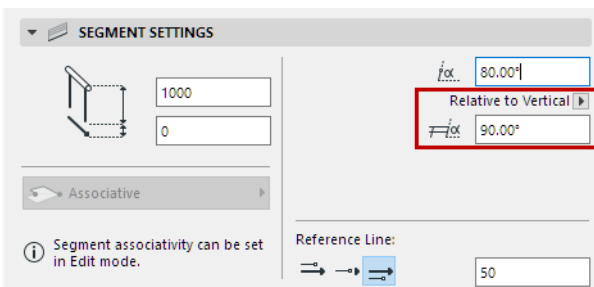 SEGMENT SETTINGS
1000
0
Associative
Segment associativity can be set
in Edit mode.
α 80.00°
Relative to Vertical
α 90.00°
Reference Line:
50